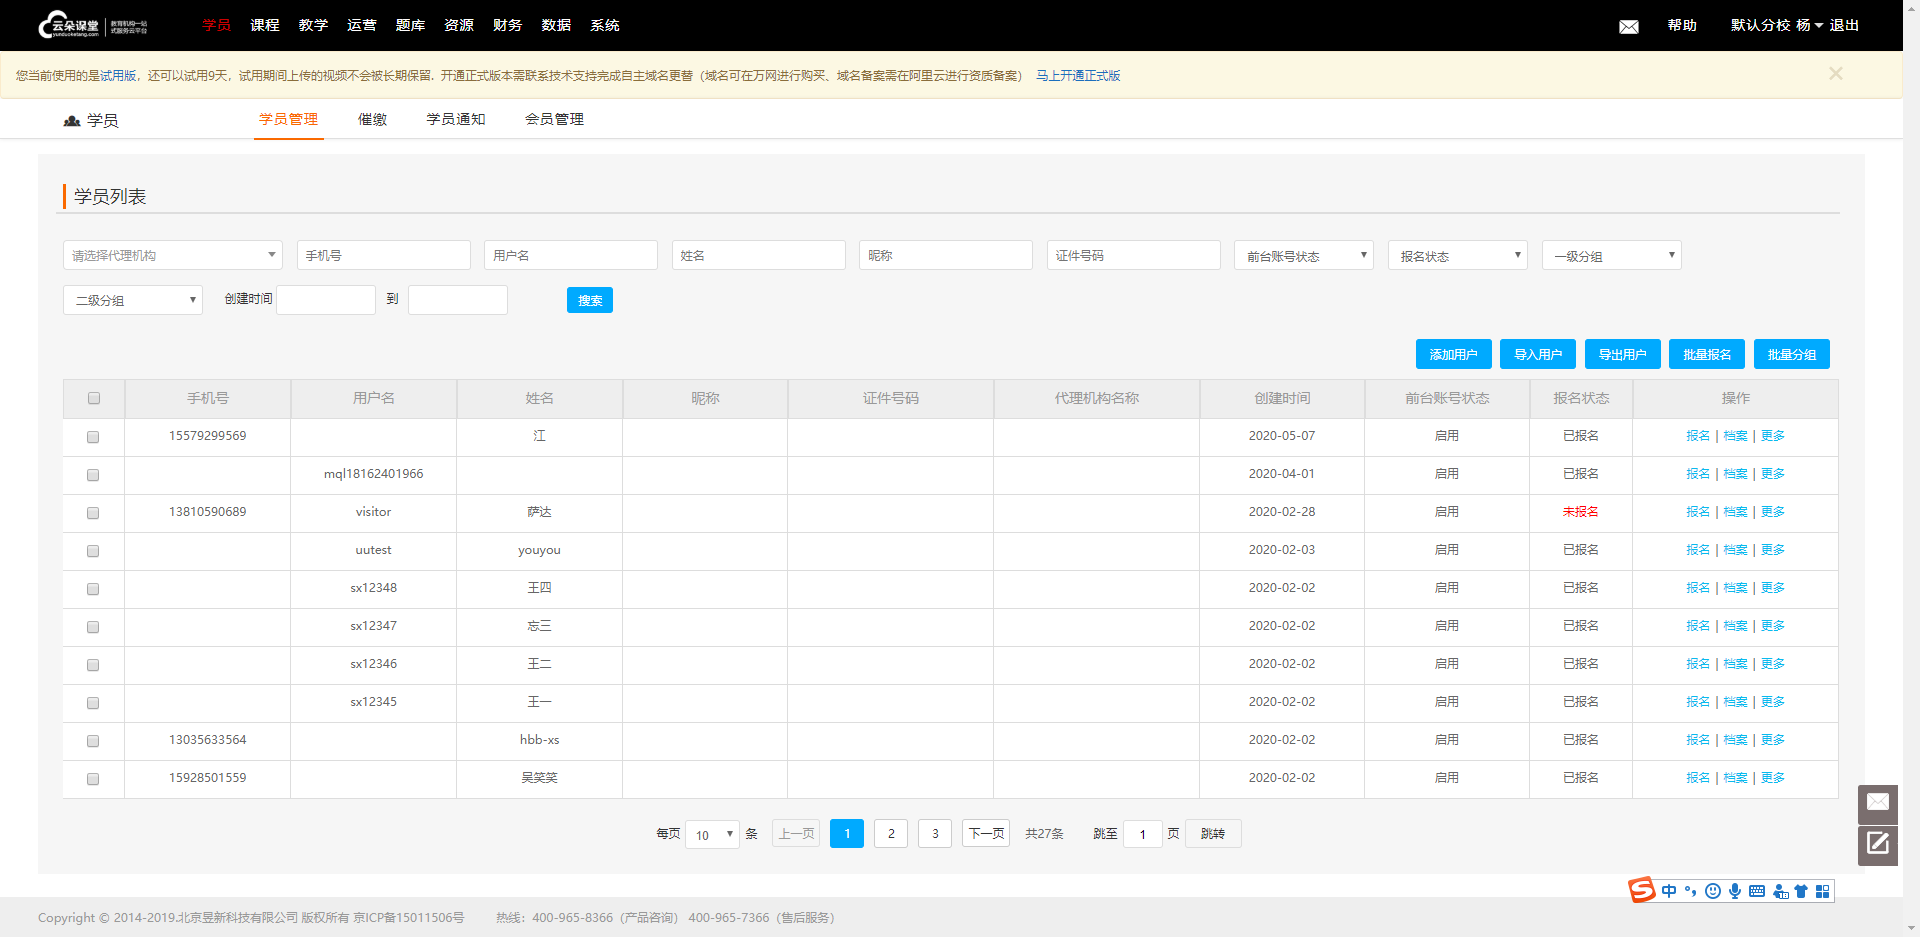 云朵课堂 yunduoketang.com 教育机构一站式服务云平台 学员 课程 教学 运营 题库 资源 财务 数据 系统 帮助 默认分校 杨 退出
您当前使用的是试用版，还可以试用9天，试用期间上传的视频不会被长期保留. 开通正式版本需联系技术支持完成自主域名更替（域名可在万网进行购买、域名备案需在阿里云进行资质备案） 马上开通正式版
学员 学员管理 催缴 学员通知 会员管理
学员列表
请选择代理机构 手机号 用户名 姓名 昵称 证件号码 前台账号状态 报名状态 一级分组
二级分组 创建时间 到 搜索
添加用户 导入用户 导出用户 批量报名 批量分组
手机号 用户名 姓名 昵称 证件号码 代理机构名称 创建时间 前台账号状态 报名状态 操作
15579299569 江 2020-05-07 启用 已报名 报名 | 档案 | 更多
mql18162401966 2020-04-01 启用 已报名 报名 | 档案 | 更多
13810590689 visitor 萨达 2020-02-28 启用 未报名 报名 | 档案 | 更多
uutest youyou 2020-02-03 启用 已报名 报名 | 档案 | 更多
sx12348 王四 2020-02-02 启用 已报名 报名 | 档案 | 更多
sx12347 忘三 2020-02-02 启用 已报名 报名 | 档案 | 更多
sx12346 王二 2020-02-02 启用 已报名 报名 | 档案 | 更多
sx12345 王一 2020-02-02 启用 已报名 报名 | 档案 | 更多
13035633564 hbb-xs 2020-02-02 启用 已报名 报名 | 档案 | 更多
15928501559 吴笑笑 2020-02-02 启用 已报名 报名 | 档案 | 更多
每页 10 条 上一页 1 2 3 下一页 共27条 跳至 1 页 跳转
中
Copyright © 2014-2019.北京昱新科技有限公司 版权所有 京ICP备15011506号 热线：400-965-8366（产品咨询） 400-965-7366（售后服务）